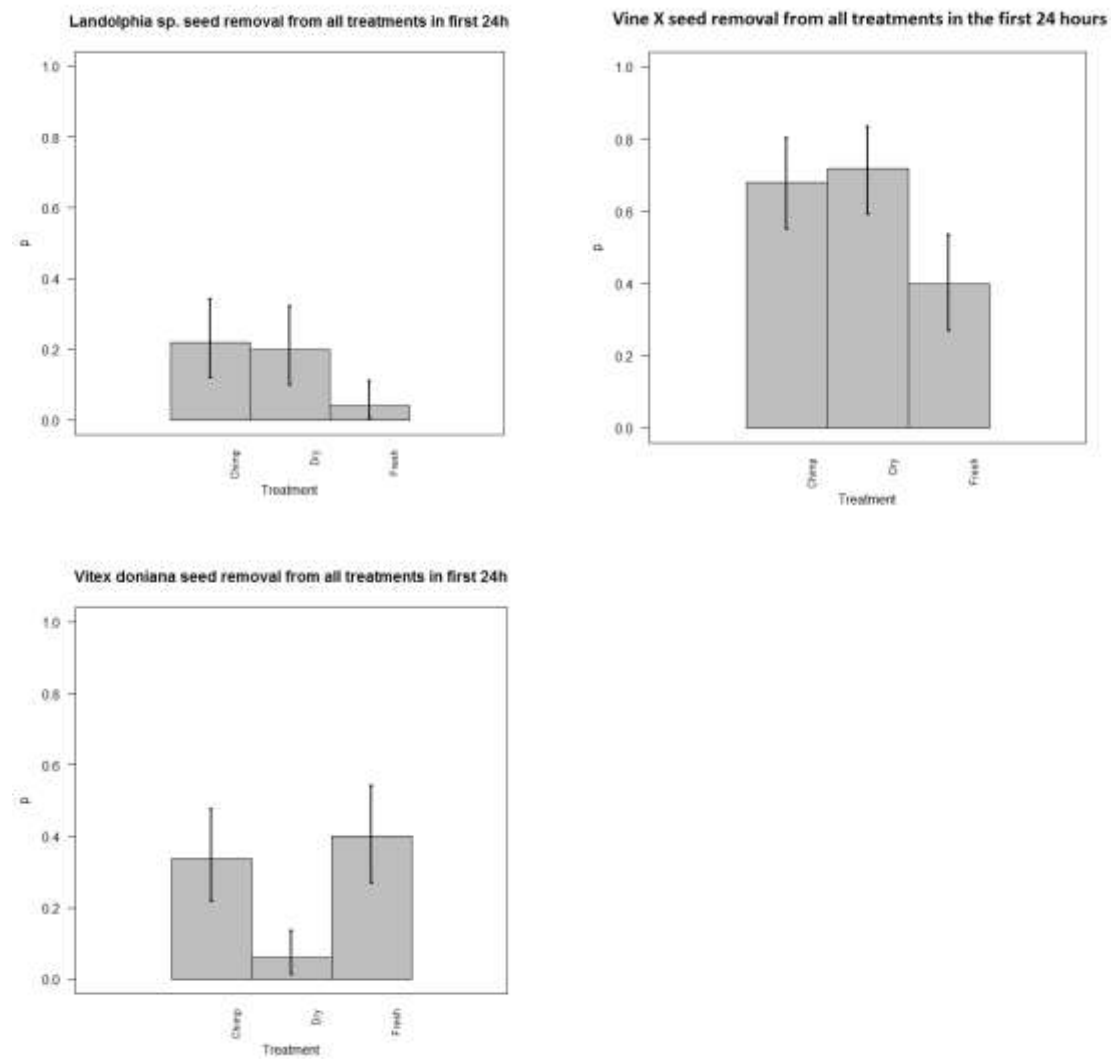 Landolphia sp. seed removal from all treatments in first 24h
1.0
0.8
0.6
0.4
0.2
0.0
p
Chimp
Dry
Fresh
Treatment
Vine X seed removal from all treatments in the first 24 hours
1.0
0.8
0.6
0.4
0.2
0.0
p
Chimp
Dry
Fresh
Treatment
Vitex doniana seed removal from all treatments in first 24h
1.0
0.8
0.6
0.4
0.2
0.0
p
Chimp
Dry
Fresh
Treatment